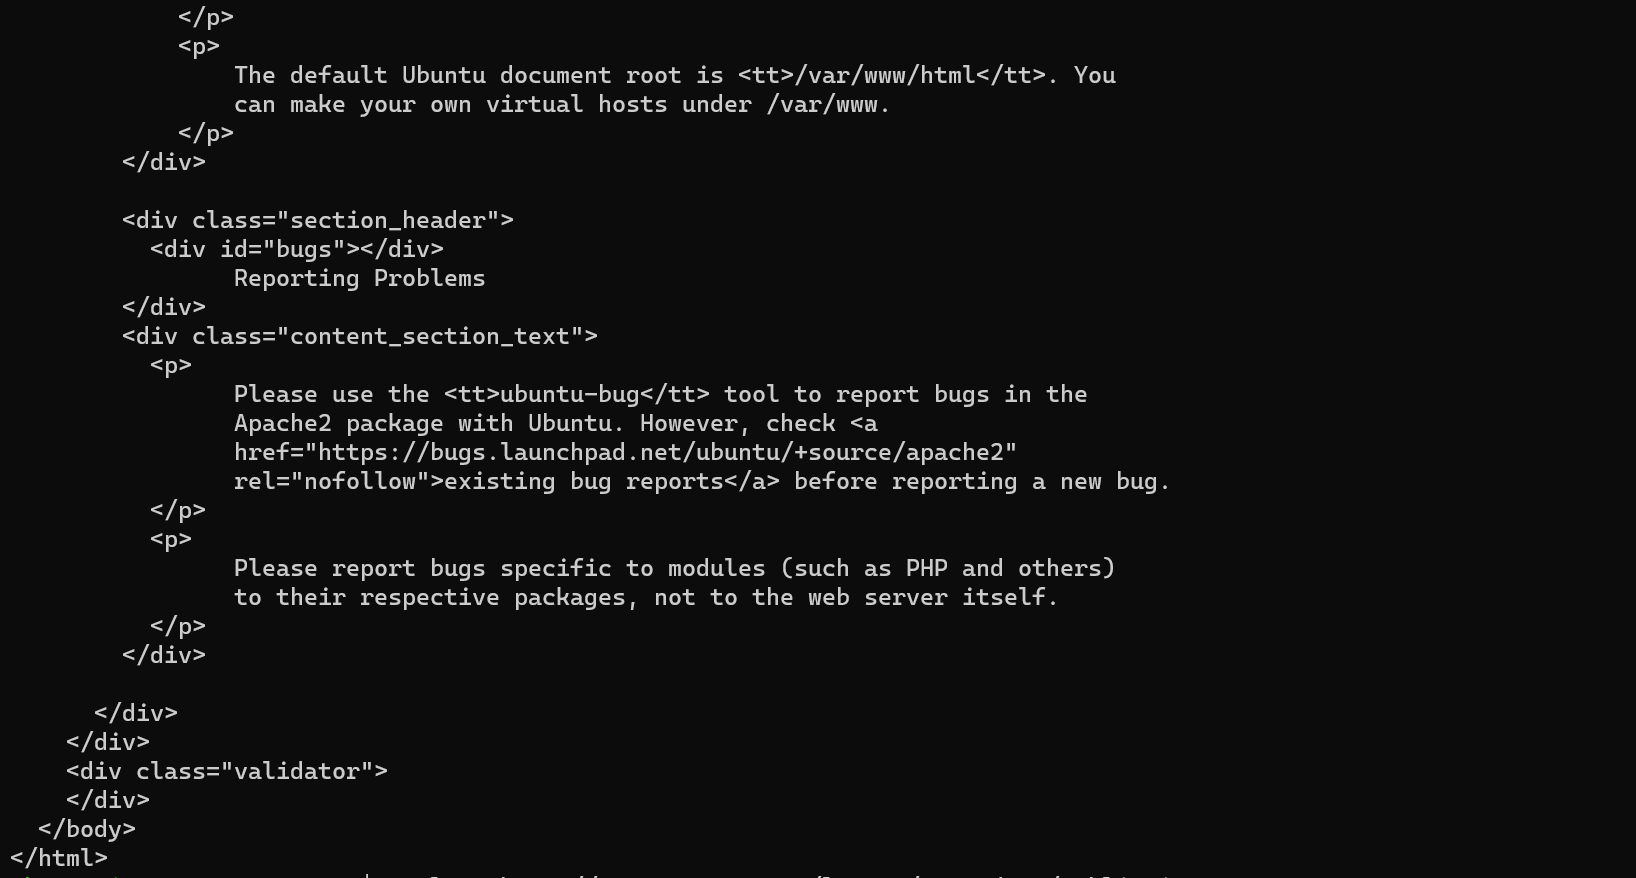 </p>
<p>
The default Ubuntu document root is <tt>/var/www/html</tt>. You
can make your own virtual hosts under /var/www.
</p>
</div>
<div class="section_header">
<div id="bugs"></div>
Reporting Problems
</div>
<div class="content_section_text">
<p>
Please use the <tt>ubuntu-bug</tt> tool to report bugs in the
Apache2 package with Ubuntu. However, check <a
href="https://bugs.launchpad.net/ubuntu/+source/apache2"
rel="nofollow">existing bug reports</a> before reporting a new bug.
</p>
<p>
Please report bugs specific to modules (such as PHP and others)
to their respective packages, not to the web server itself.
</p>
</div>
</div>
</div>
<div class="validator">
</div>
</body>
</html>